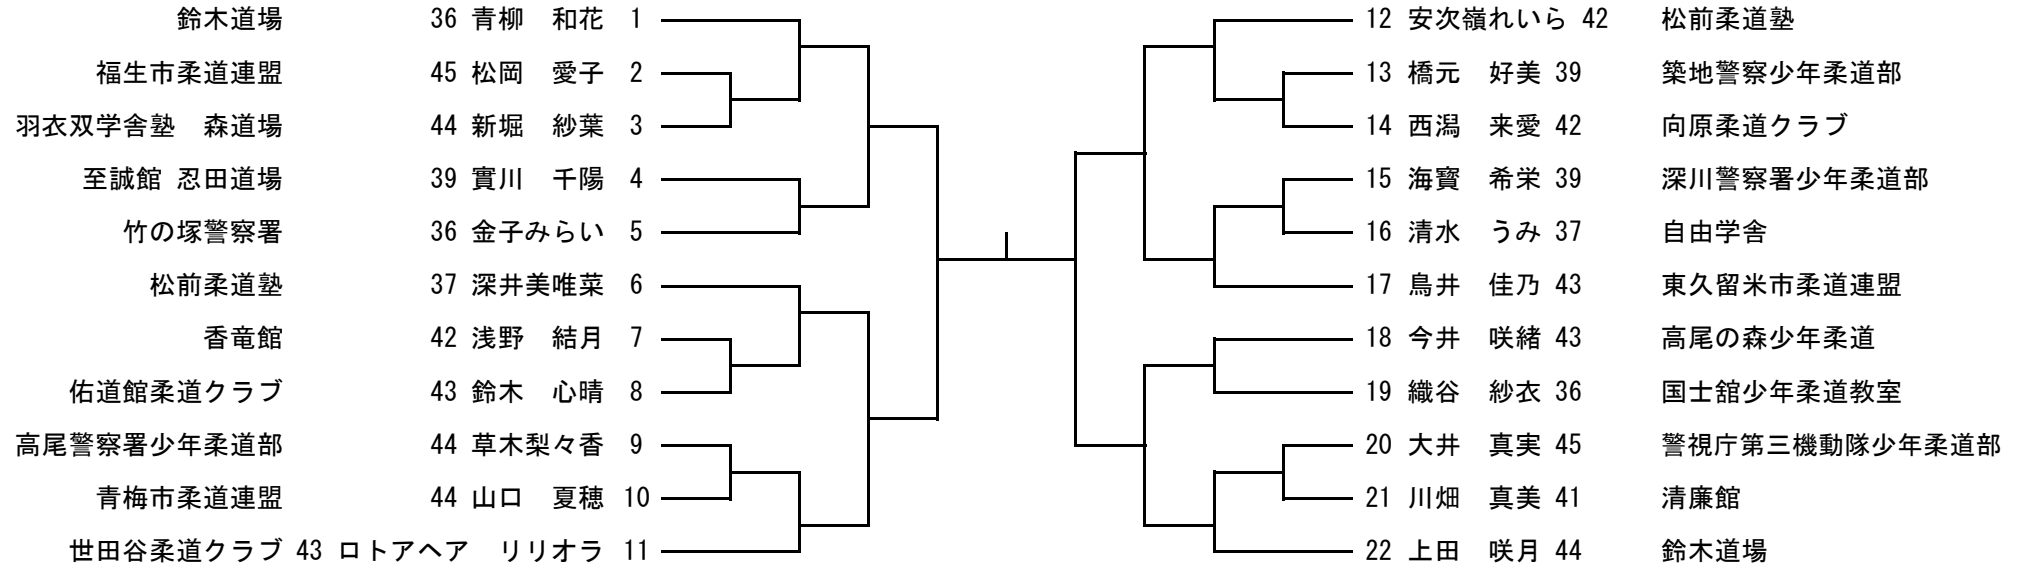 鈴木道場 36 青柳　和花 1 12 安次嶺れいら 42 松前柔道塾
福生市柔道連盟 45 松岡　愛子 2 13 橋元　好美 39 築地警察少年柔道部
羽衣双学舎塾　森道場 44 新堀　紗葉 3 14 西潟　来愛 42 向原柔道クラブ
至誠館 忍田道場 39 實川　千陽 4 15 海寳　希栄 39 深川警察署少年柔道部
竹の塚警察署 36 金子みらい 5 16 清水　うみ 37 自由学舎
松前柔道塾 37 深井美唯菜 6 17 鳥井　佳乃 43 東久留米市柔道連盟
香竜館 42 浅野　結月 7 18 今井　咲緒 43 高尾の森少年柔道
佑道館柔道クラブ 43 鈴木　心晴 8 19 織谷　紗衣 36 国士舘少年柔道教室
高尾警察署少年柔道部 44 草木梨々香 9 20 大井　真実 45 警視庁第三機動隊少年柔道部
青梅市柔道連盟 44 山口　夏穂 10 21 川畑　真美 41 清廉館
世田谷柔道クラブ 43 ロトアヘア　リリオラ 11 22 上田　咲月 44 鈴木道場